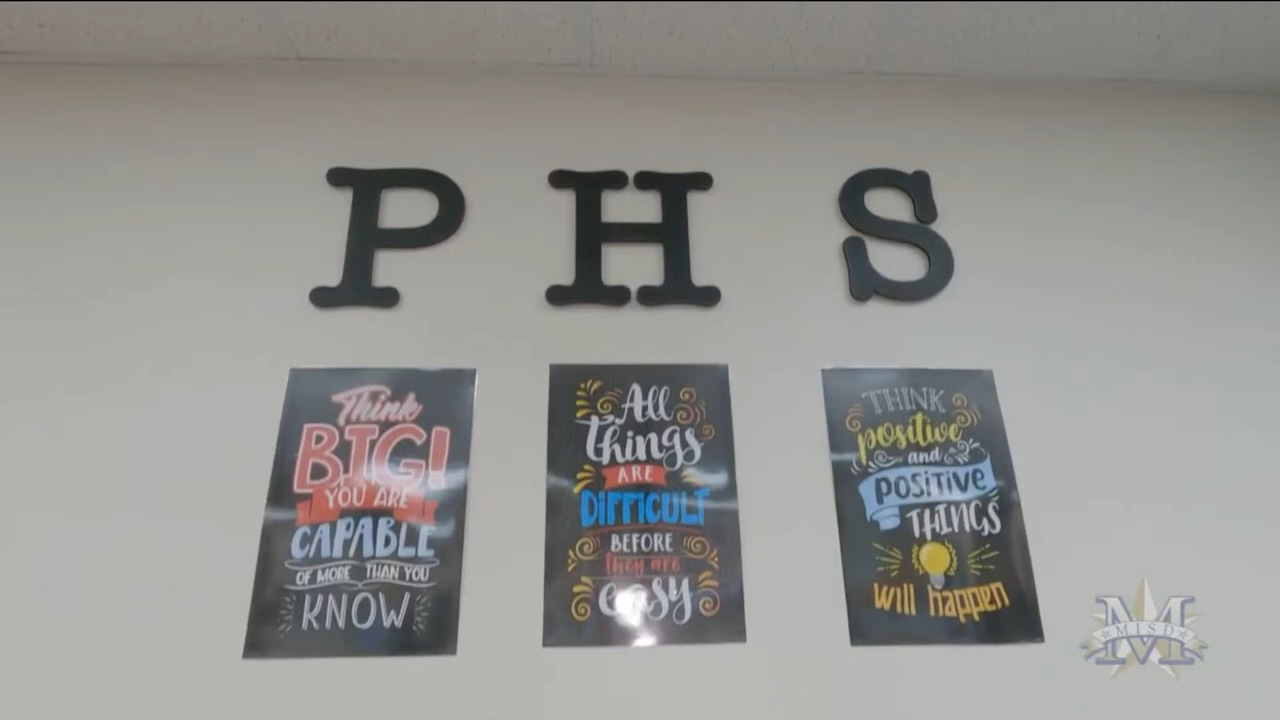 P H S
Think
BIG!
YOU ARE
CAPABLE
OF MORE THAN YOU
KNOW
All
things
ARE
DIFFICULT
BEFORE
they are
easy
THINK
positive
and
POSITIVE
THINGS
will happen
M
MISD